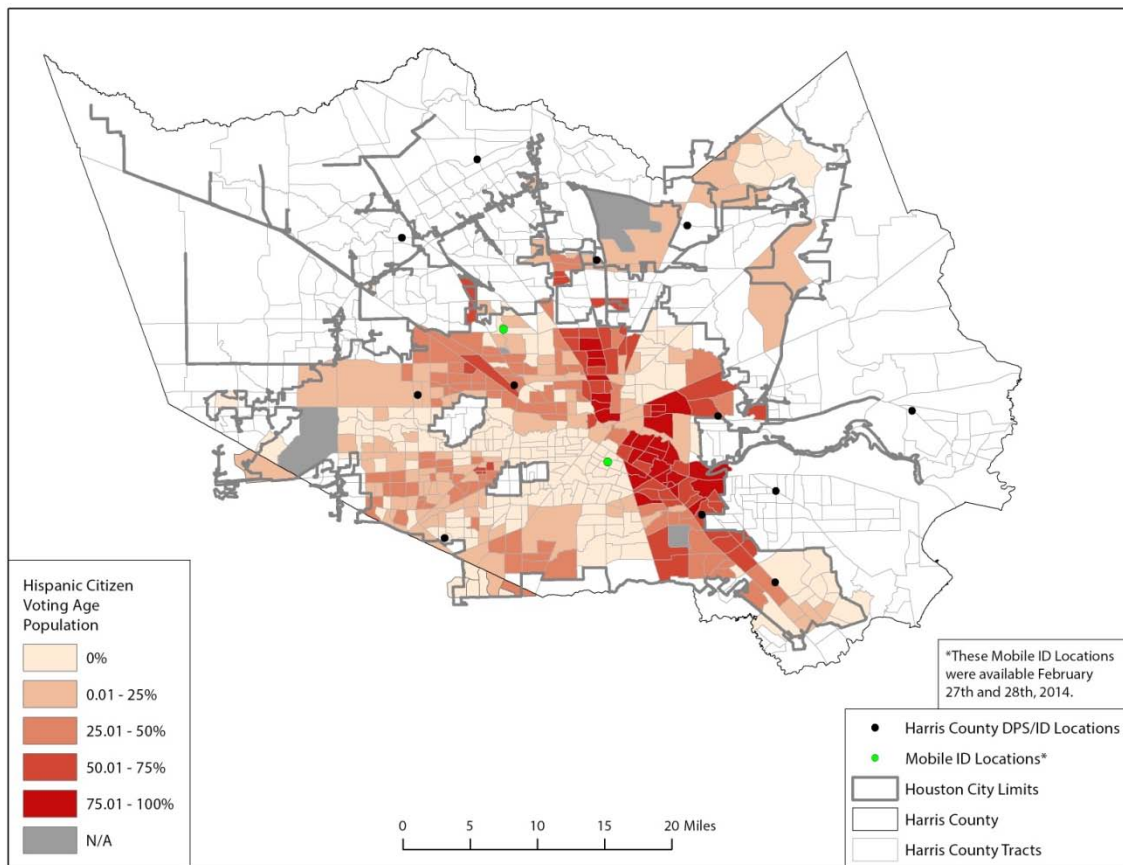 Hispanic Citizen
Voting Age
Population
0%
0.01 - 25%
25.01 - 50%
50.01 - 75%
75.01 - 100%
N/A
0 5 10 15 20 Miles
*These Mobile ID Locations
were available February
27th and 28th, 2014.
Harris County DPS/ID Locations
Mobile ID Locations*
Houston City Limits
Harris County
Harris County Tracts